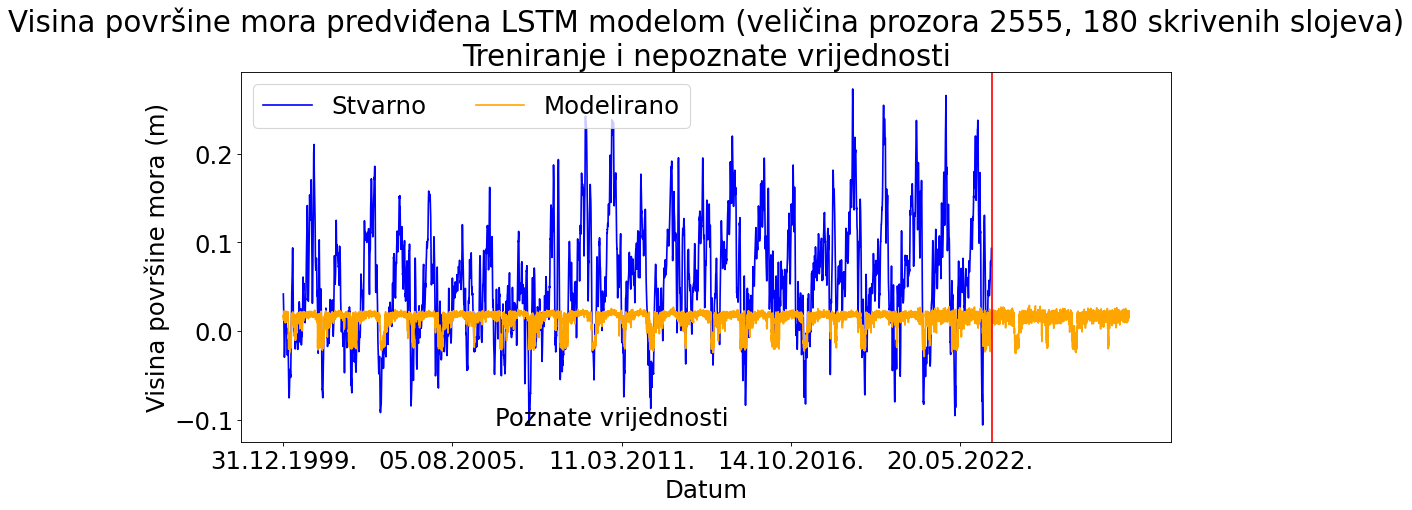 Visina površine mora predviđena LSTM modelom (veličina prozora 2555, 180 skrivenih slojeva)
Treniranje i nepoznate vrijednosti
Stvarno Modelirano
Visina površine mora (m)
0.2
0.1
0.0
−0.1
Poznate vrijednosti
31.12.1999. 05.08.2005. 11.03.2011. 14.10.2016. 20.05.2022.
Datum